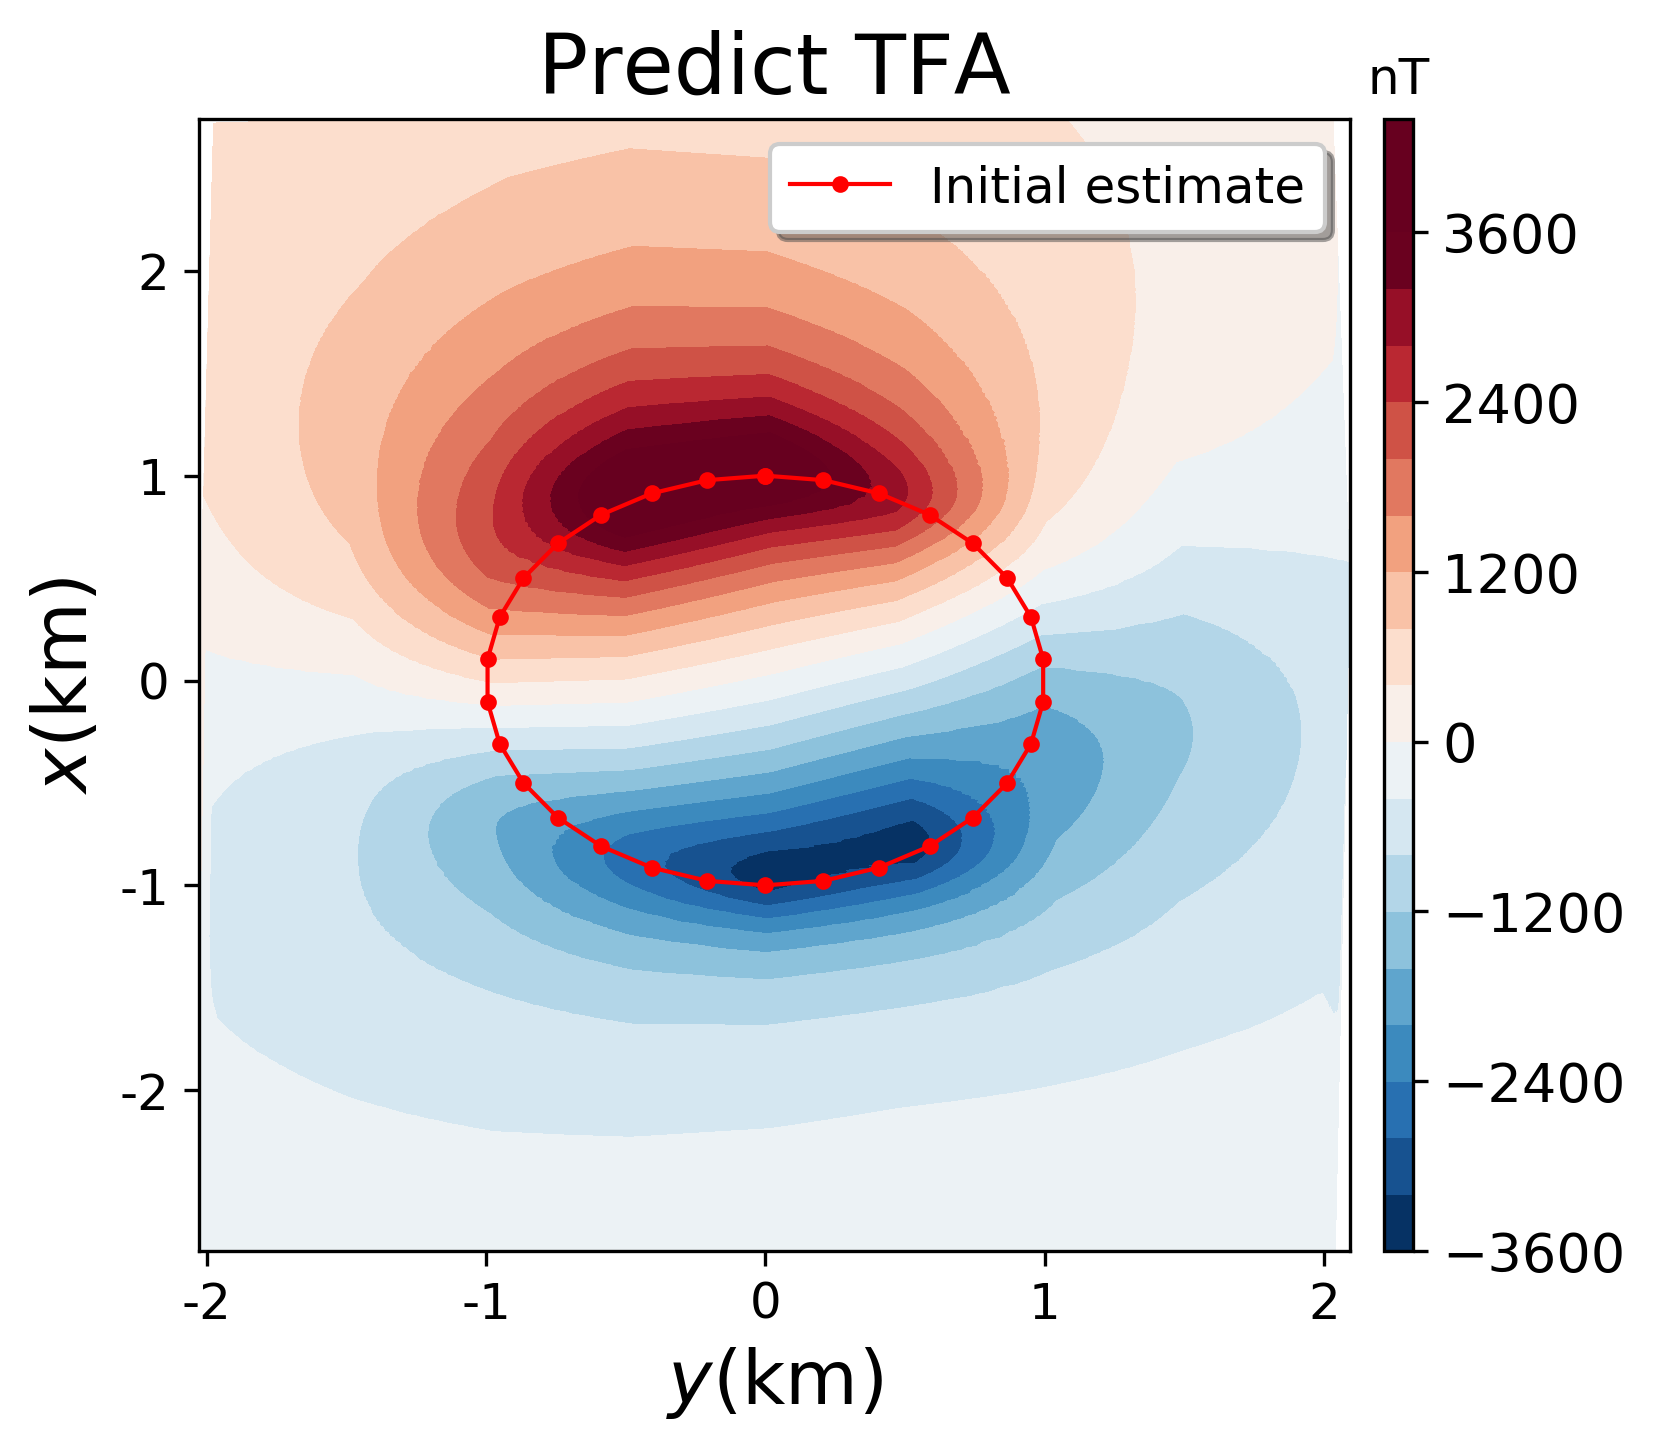 Predict TFA
nT
Initial estimate
3600
2400
1200
0
−1200
−2400
−3600
2
1
0
-1
-2
x(km)
-2 -1 0 1 2
y(km)